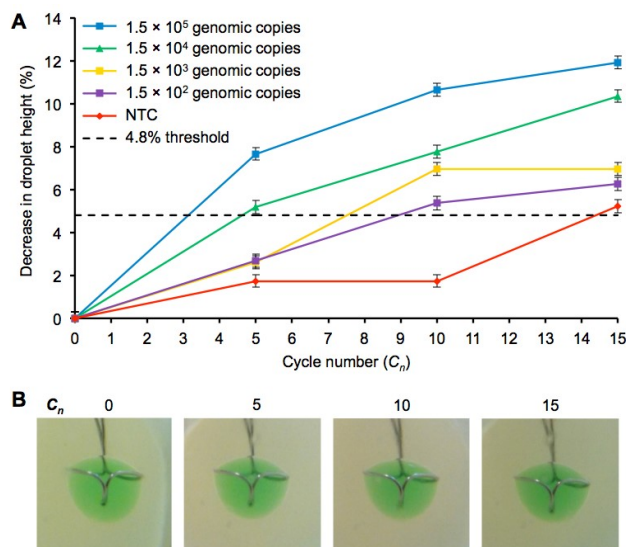 A
14
12
10
8
6
4
2
0
Decrease in droplet height (%)
1.5 × 10⁵ genomic copies
1.5 × 10⁴ genomic copies
1.5 × 10³ genomic copies
1.5 × 10² genomic copies
NTC
4.8% threshold
0 1 2 3 4 5 6 7 8 9 10 11 12 13 14 15
Cycle number (Cₙ)
B
Cₙ 0 5 10 15